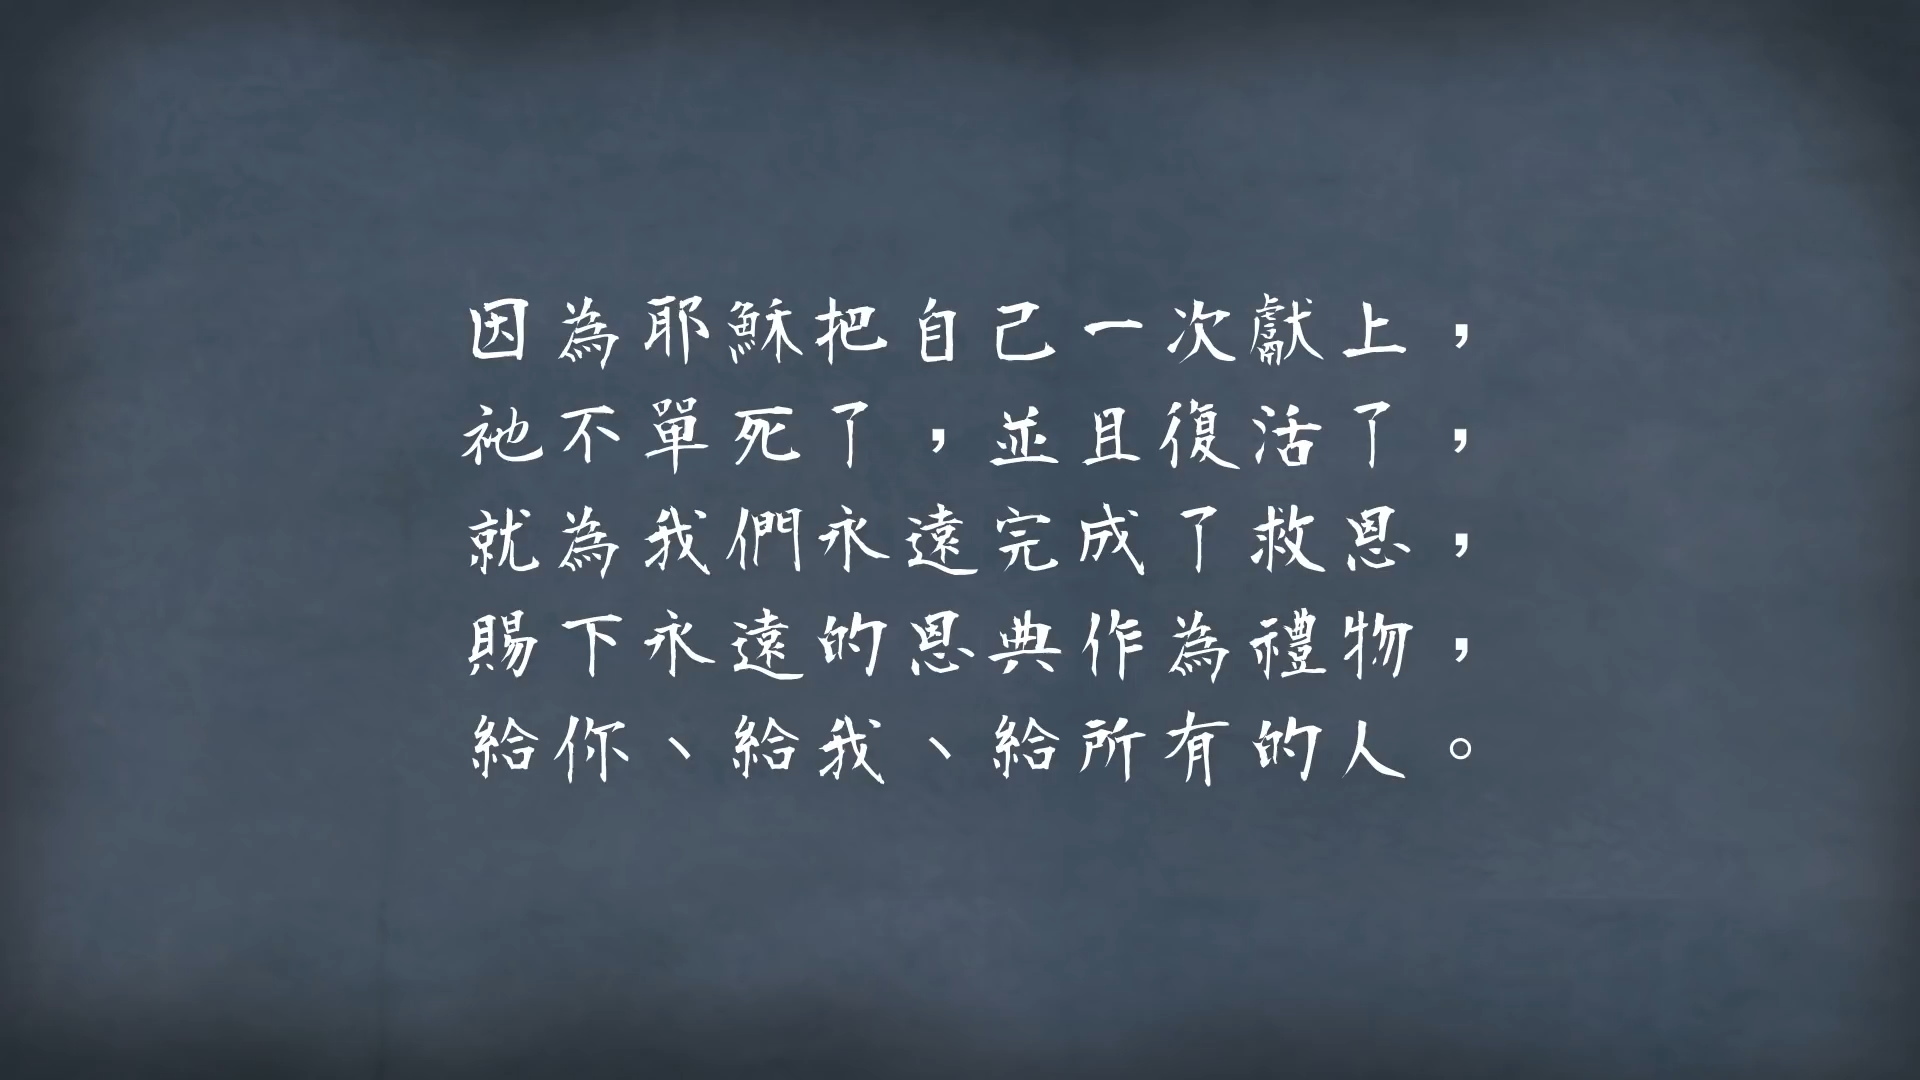 因為耶穌把自己一次獻上，
祂不單死了，並且復活了，
就為我們永遠完成了救恩，
賜下永遠的恩典作為禮物，
給你、給我、給所有的人。